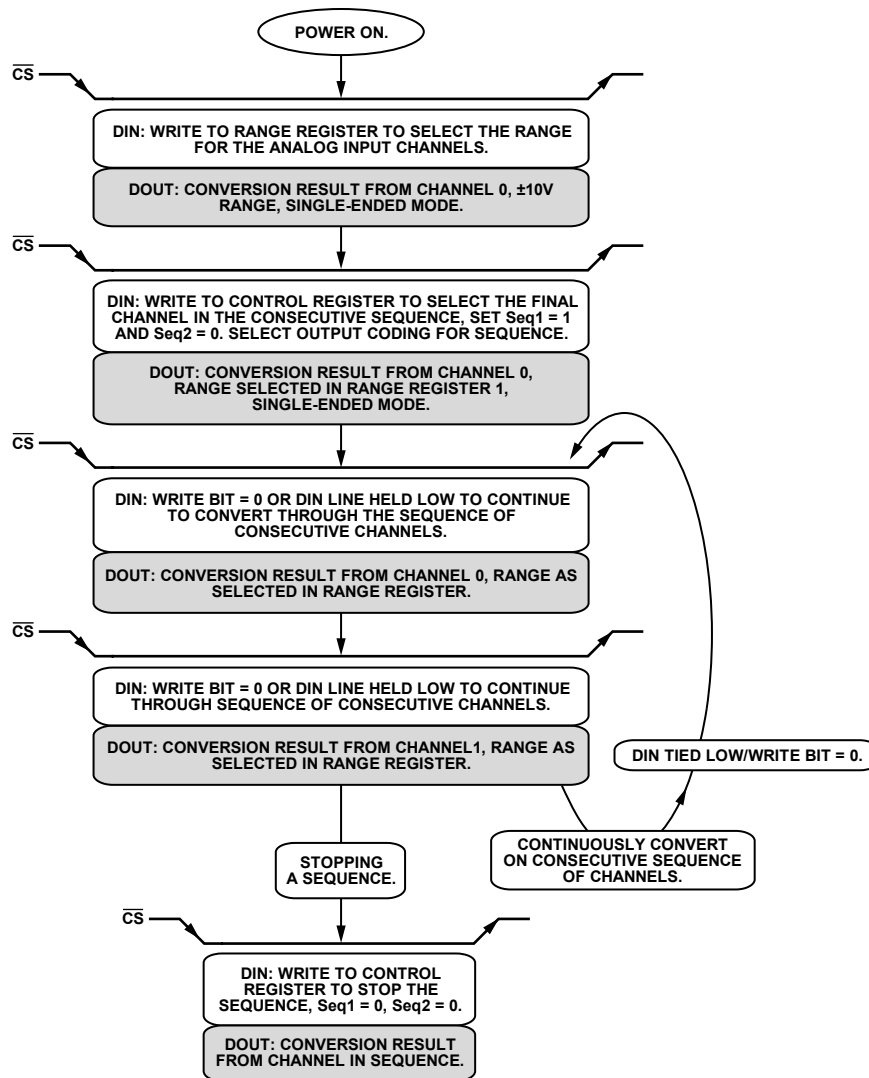 POWER ON.
CS
DIN: WRITE TO RANGE REGISTER TO SELECT THE RANGE
FOR THE ANALOG INPUT CHANNELS.
DOUT: CONVERSION RESULT FROM CHANNEL 0, ±10V
RANGE, SINGLE-ENDED MODE.
CS
DIN: WRITE TO CONTROL REGISTER TO SELECT THE FINAL
CHANNEL IN THE CONSECUTIVE SEQUENCE, SET Seq1 = 1
AND Seq2 = 0. SELECT OUTPUT CODING FOR SEQUENCE.
DOUT: CONVERSION RESULT FROM CHANNEL 0,
RANGE SELECTED IN RANGE REGISTER 1,
SINGLE-ENDED MODE.
CS
DIN: WRITE BIT = 0 OR DIN LINE HELD LOW TO CONTINUE
TO CONVERT THROUGH THE SEQUENCE OF
CONSECUTIVE CHANNELS.
DOUT: CONVERSION RESULT FROM CHANNEL 0, RANGE AS
SELECTED IN RANGE REGISTER.
CS
DIN: WRITE BIT = 0 OR DIN LINE HELD LOW TO CONTINUE
THROUGH SEQUENCE OF CONSECUTIVE CHANNELS.
DOUT: CONVERSION RESULT FROM CHANNEL1, RANGE AS
SELECTED IN RANGE REGISTER.
DIN TIED LOW/WRITE BIT = 0.
STOPPING
A SEQUENCE.
CONTINUOUSLY CONVERT
ON CONSECUTIVE SEQUENCE
OF CHANNELS.
CS
DIN: WRITE TO CONTROL
REGISTER TO STOP THE
SEQUENCE, Seq1 = 0, Seq2 = 0.
DOUT: CONVERSION RESULT
FROM CHANNEL IN SEQUENCE.